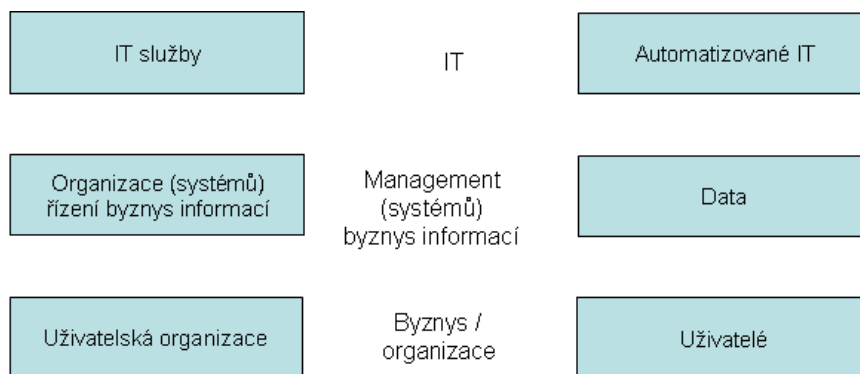 IT služby
IT
Automatizované IT
Organizace (systémů)
řízení byznys informací
Management
(systémů)
byznys informací
Data
Uživatelská organizace
Byznys /
organizace
Uživatelé